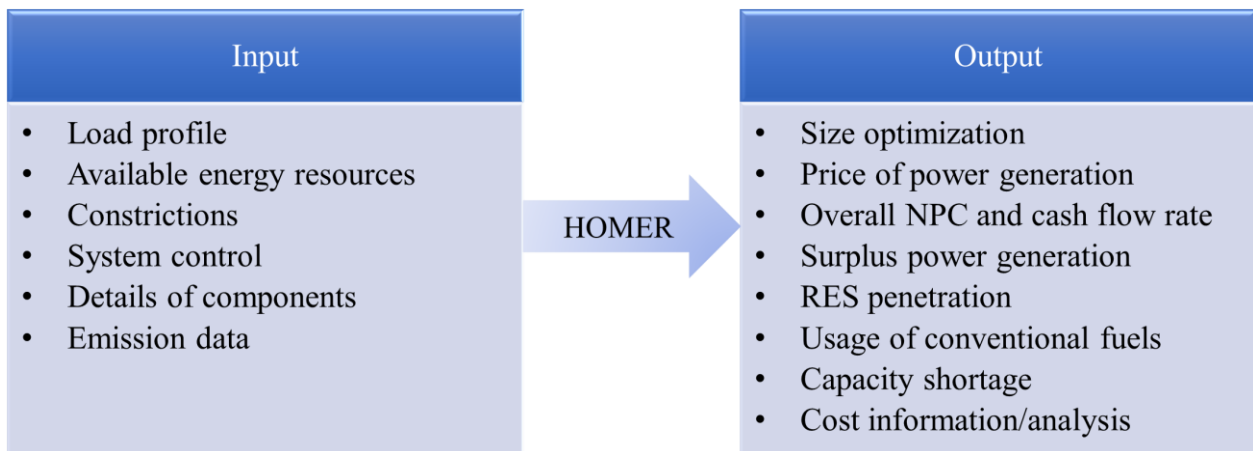 Input
• Load profile
• Available energy resources
• Constrictions
• System control
• Details of components
• Emission data
HOMER
Output
• Size optimization
• Price of power generation
• Overall NPC and cash flow rate
• Surplus power generation
• RES penetration
• Usage of conventional fuels
• Capacity shortage
• Cost information/analysis